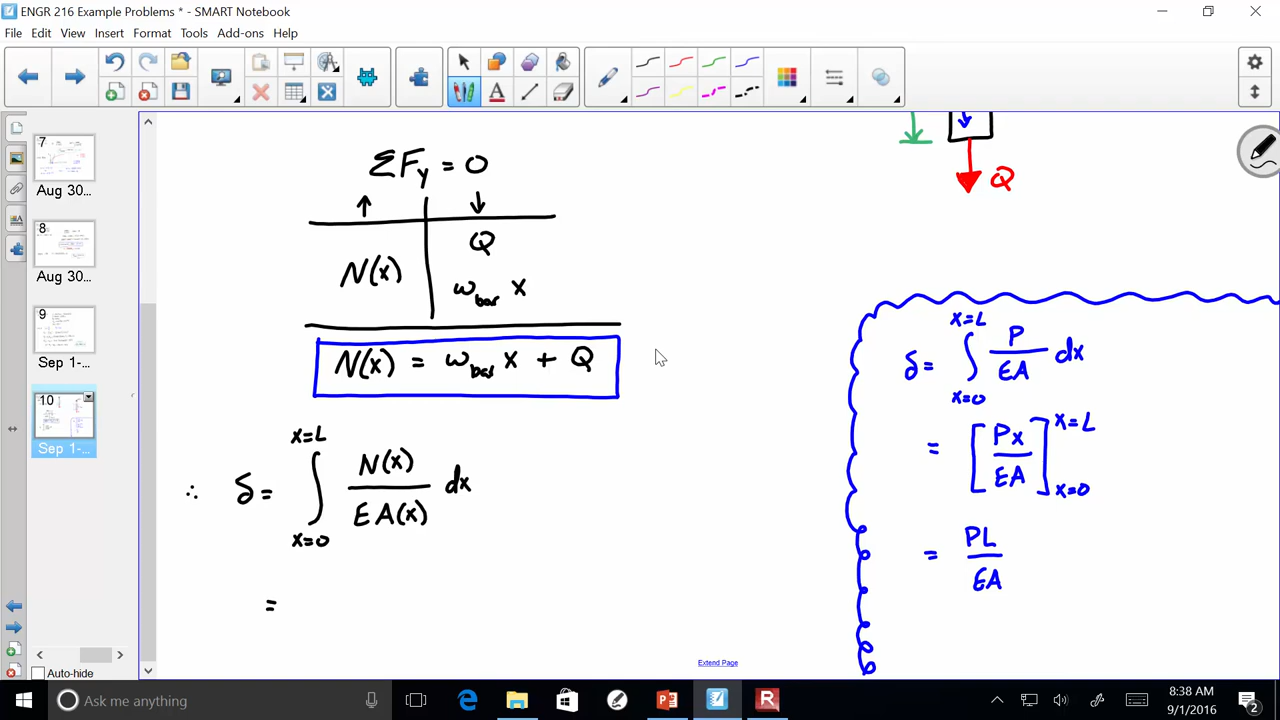 ENGR 216 Example Problems * - SMART Notebook
File Edit View Insert Format Tools Add-ons Help
7
Aug 30...
8
Aug 30...
9
Sep 1-...
10
Sep 1-...
Auto-hide
ΣFy = 0
↑ ↓
Q
N(x)
ωbar x
N(x) = ωbar x + Q
x=L
∴ δ = ∫ N(x)/EA(x) dx
x=0
=
Q
x=L
δ = ∫ P/EA dx
x=0
= [Px/EA] x=L
x=0
= PL/EA
Extend Page
Ask me anything
8:38 AM
9/1/2016
2